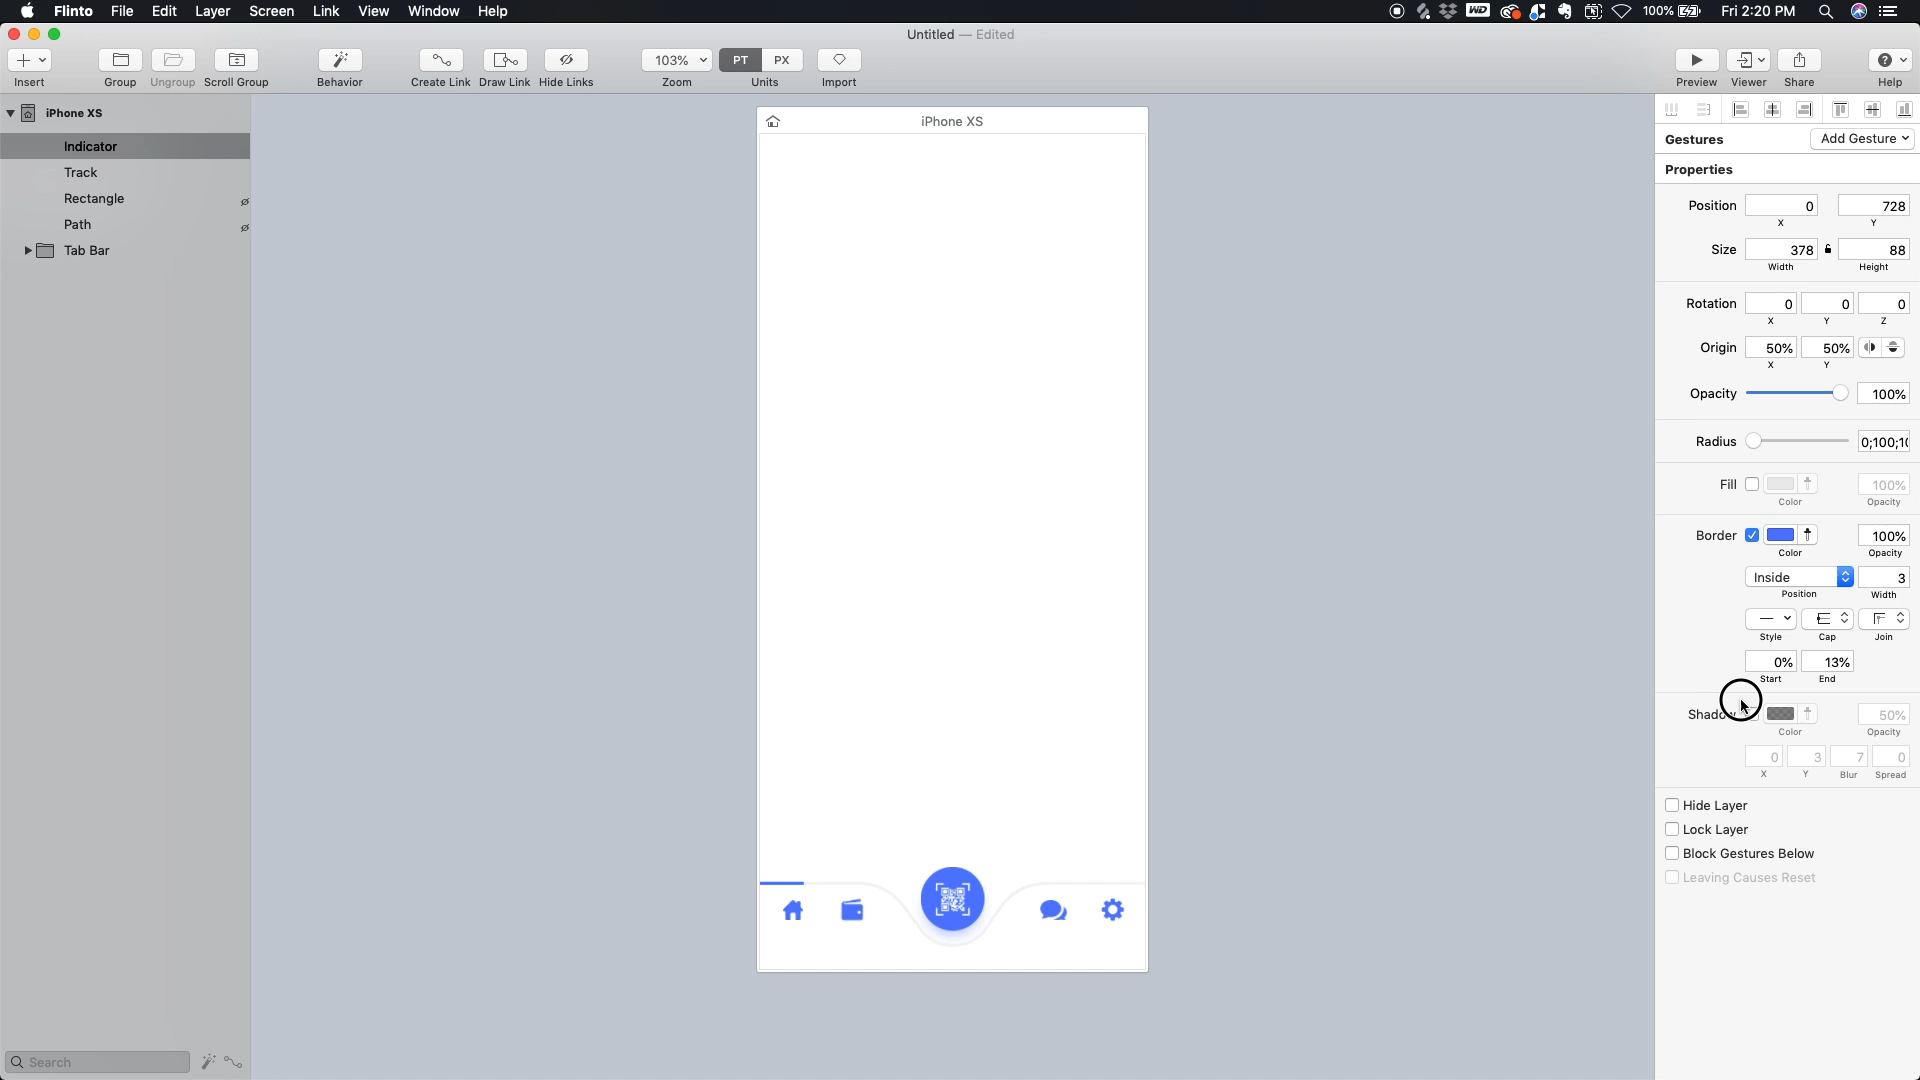 Flinto File Edit Layer Screen Link View Window Help 100% Fri 2:20 PM
Untitled — Edited
103% PT PX
Insert Group Ungroup Scroll Group Behavior Create Link Draw Link Hide Links Zoom Units Import Preview Viewer Share Help
iPhone XS
Indicator
Track
Rectangle
Path
Tab Bar
Search
iPhone XS
Gestures Add Gesture
Properties
Position 0 728
X Y
Size 378 88
Width Height
Rotation 0 0 0
X Y Z
Origin 50% 50%
X Y
Opacity 100%
Radius 0;100;10
Fill 100%
Color Opacity
Border 100%
Color Opacity
Inside 3
Position Width
Style Cap Join
0% 13%
Start End
Shadow 50%
Color Opacity
0 3 7 0
X Y Blur Spread
Hide Layer
Lock Layer
Block Gestures Below
Leaving Causes Reset